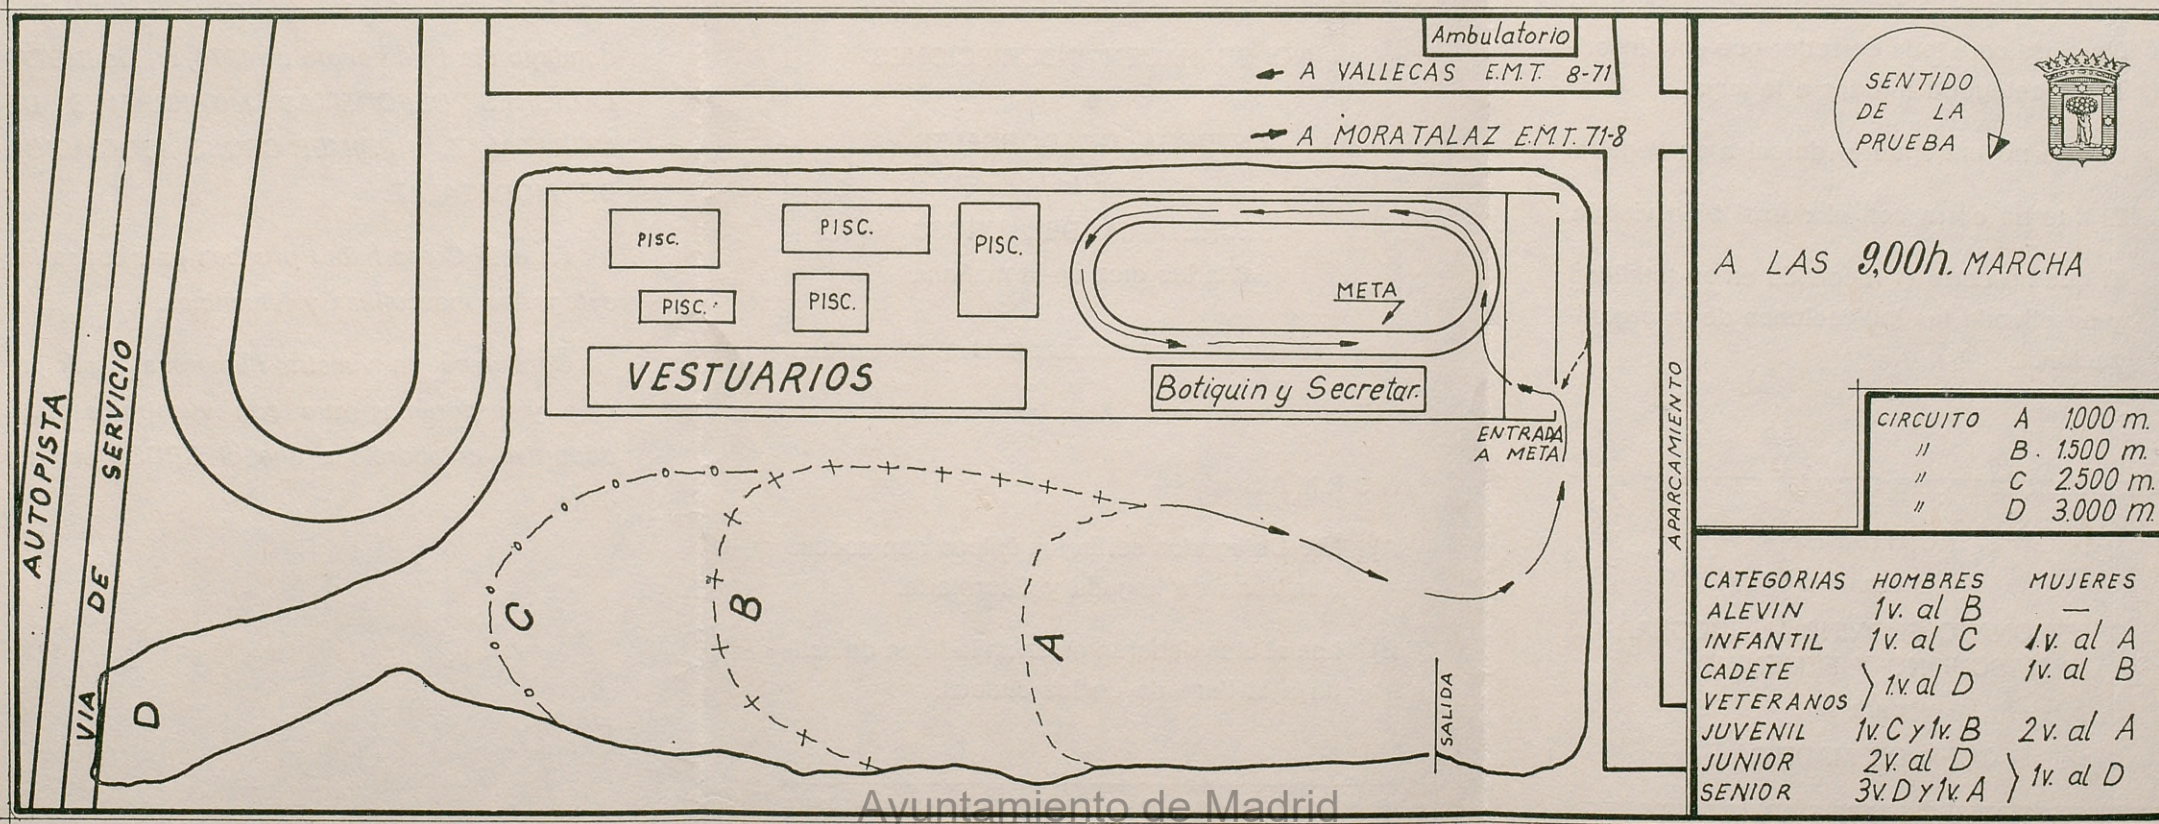 Ambulatorio
A VALLECAS E.M.T. 8-71
A MORATALAZ E.M.T. 71-8
PISC.
PISC.
PISC.
PISC.
PISC.
META
VESTUARIOS
Botiquin y Secretar.
ENTRADA
A META
AUTOPISTA
VIA DE SERVICIO
APARCAMIENTO
C
B
A
D
SALIDA
SENTIDO
DE LA
PRUEBA
A LAS 9,00h. MARCHA
CIRCUITO A 1.000 m.
" B. 1.500 m.
" C 2.500 m.
" D 3.000 m.
CATEGORIAS HOMBRES MUJERES
ALEVIN 1v. al B —
INFANTIL 1v. al C 1.v. al A
CADETE 1v. al B
VETERANOS 1.v. al D
JUVENIL 1v. C y 1v. B 2 v. al A
JUNIOR 2v. al D
SENIOR 3v. D y 1v. A 1v. al D
Ayuntamiento de Madrid